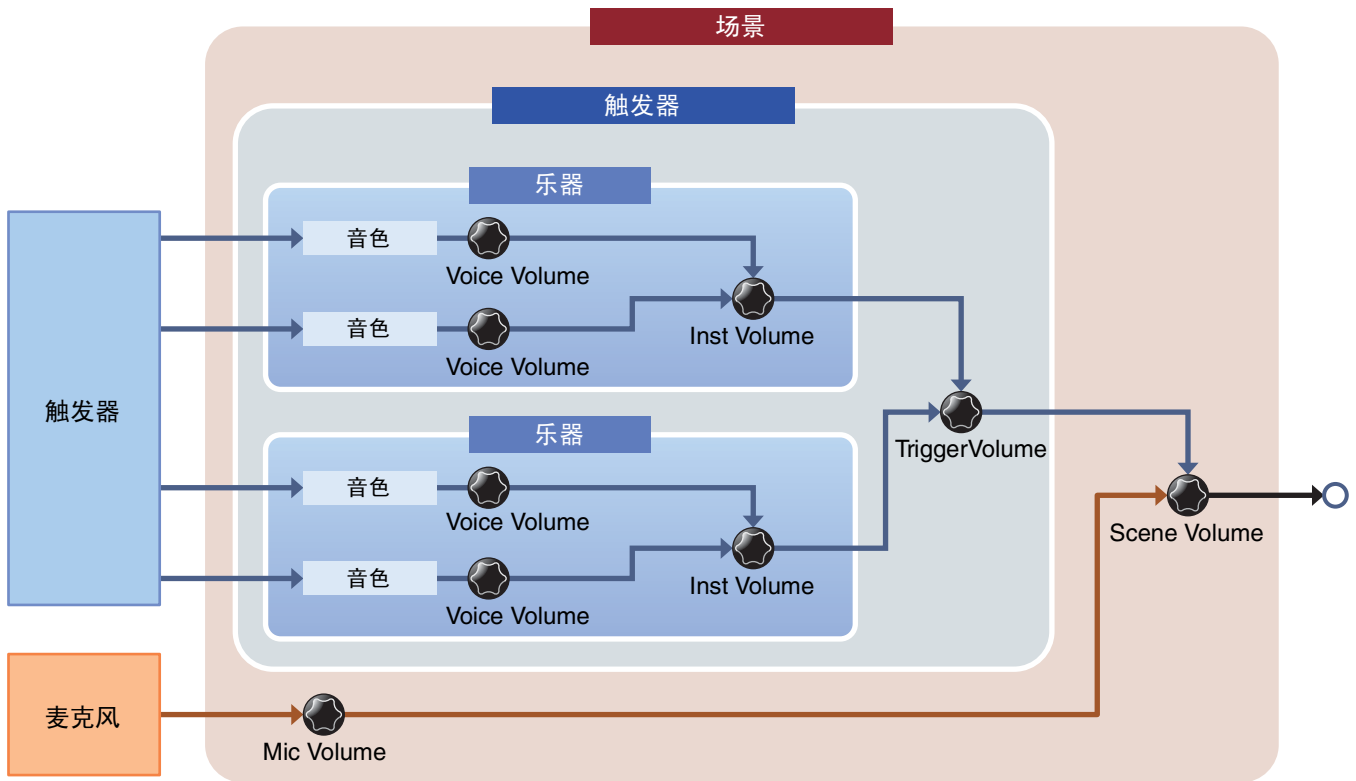 场景
触发器
乐器
音色
Voice Volume
音色
Voice Volume
Inst Volume
触发器
乐器
音色
Voice Volume
音色
Voice Volume
Inst Volume
TriggerVolume
Scene Volume
麦克风
Mic Volume